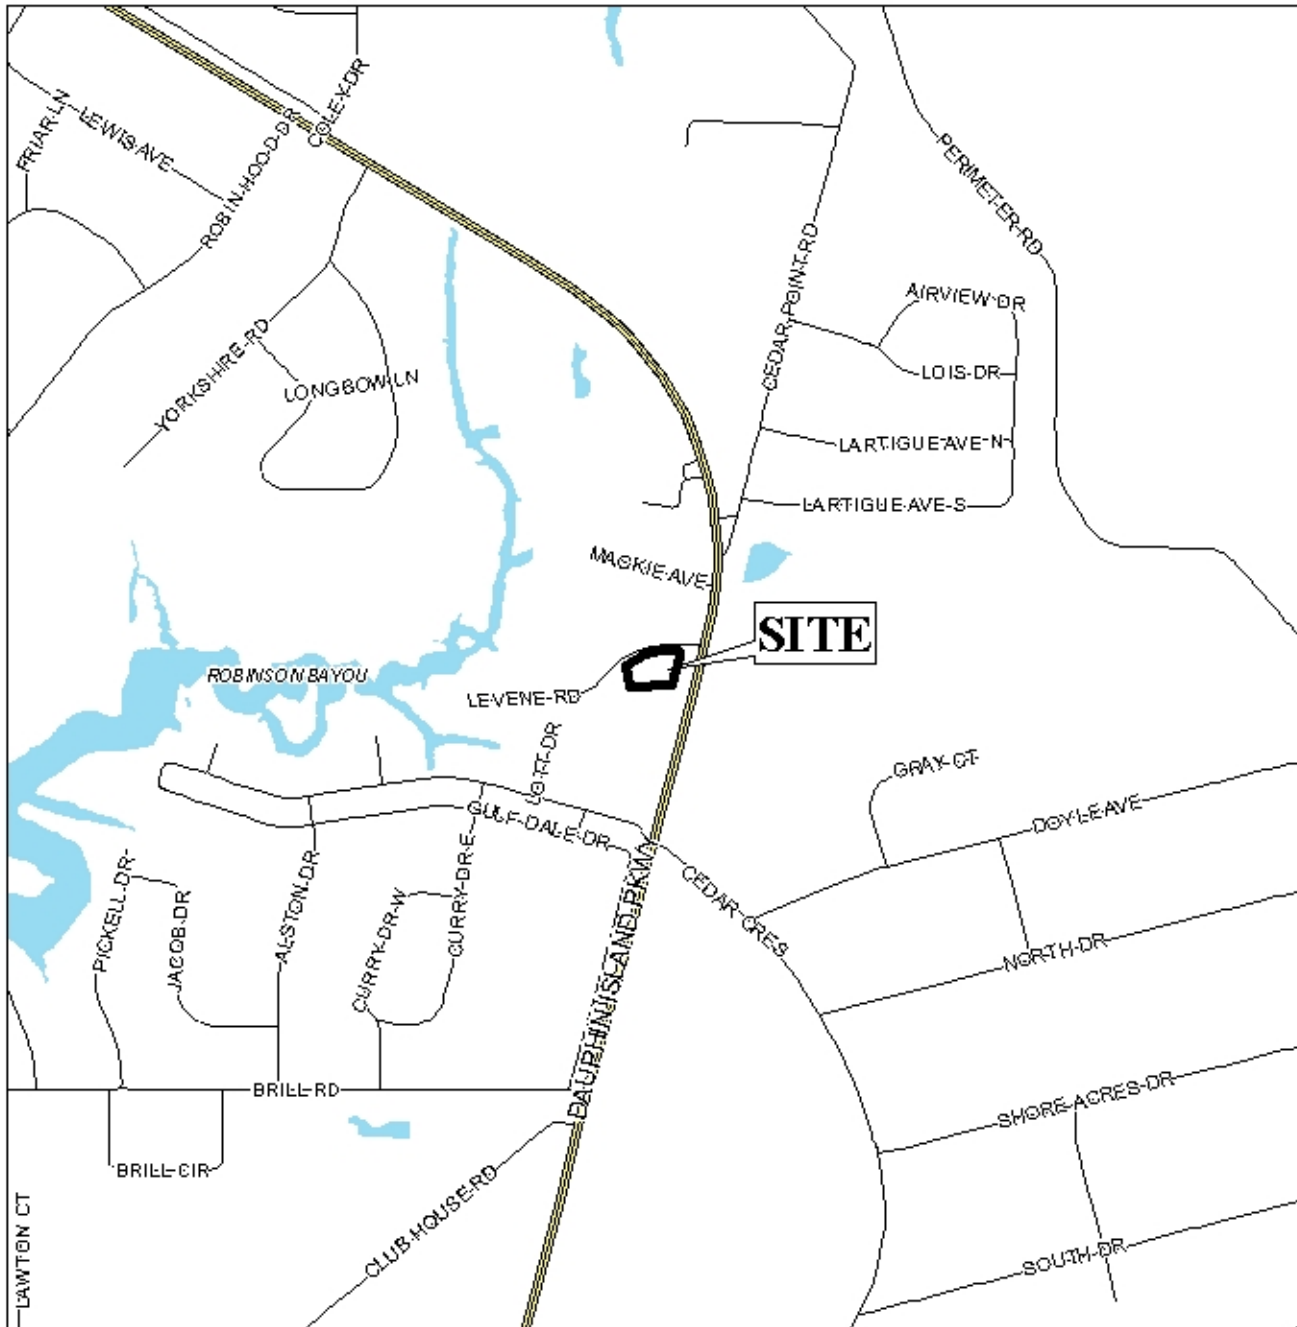 COLEY DR
FRIAR LN
LEWIS AVE
ROBIN HOOD DR
PERIMETER RD
CEDAR POINT RD
AIRVIEW DR
YORKSHIRE RD
LONGBOW LN
LOIS DR
LARTIGUE AVE N
LARTIGUE AVE S
MACKIE AVE
SITE
ROBINSON BAYOU
LEVENE RD
LOTT DR
GRAY CT
GULF DALE DR
DOYLE AVE
CEDAR CRES
PICKELL DR
JACOB DR
ALSTON DR
CURRY DR W
CURRY DR E
DAUPHIN ISLAND PKWY
NORTH DR
BRILL RD
SHORE ACRES DR
BRILL CIR
CLUB HOUSE RD
LAWTON CT
SOUTH DR